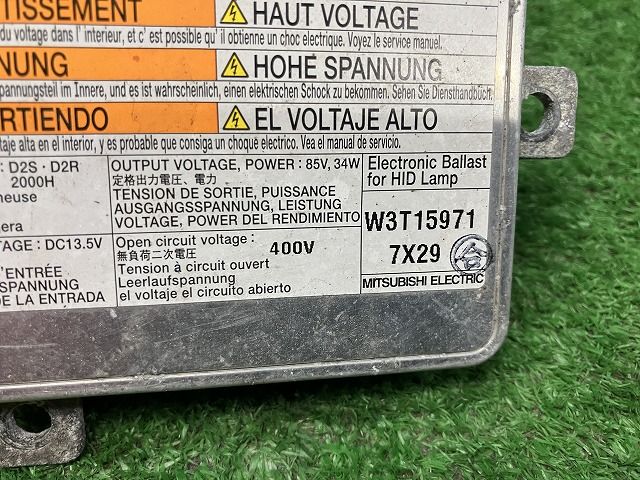 TISSEMENT
HAUT VOLTAGE
du voltage dans l' interieur, et c' est possible qu' il obtienne un choc electrique. Voyez le service manuel.
NUNG
HOHE SPANNUNG
spannungsteil im Innere, und es ist wahrscheinlich, einen elektrischen Schock zu bekommen. Sehen Sie Diensthandbuch.
RTIENDO
EL VOLTAJE ALTO
taje alta en el interior, y es probable que consiga un choque electrico. Vea el manual de servicio.
: D2S · D2R
2000H
neuse
era
OUTPUT VOLTAGE, POWER : 85V, 34W
定格出力電圧、電力
TENSION DE SORTIE, PUISSANCE
AUSGANGSSPANNUNG, LEISTUNG
VOLTAGE, POWER DEL RENDIMIENTO
Electronic Ballast
for HID Lamp
W3T15971
7X29 合
MITSUBISHI ELECTRIC
TAGE : DC13.5V
L'ENTRÉE
SSPANNUNG
DE LA ENTRADA
Open circuit voltage : 400V
無負荷二次電圧
Tension à circuit ouvert
Leerlaufspannung
el voltaje el circuito abierto